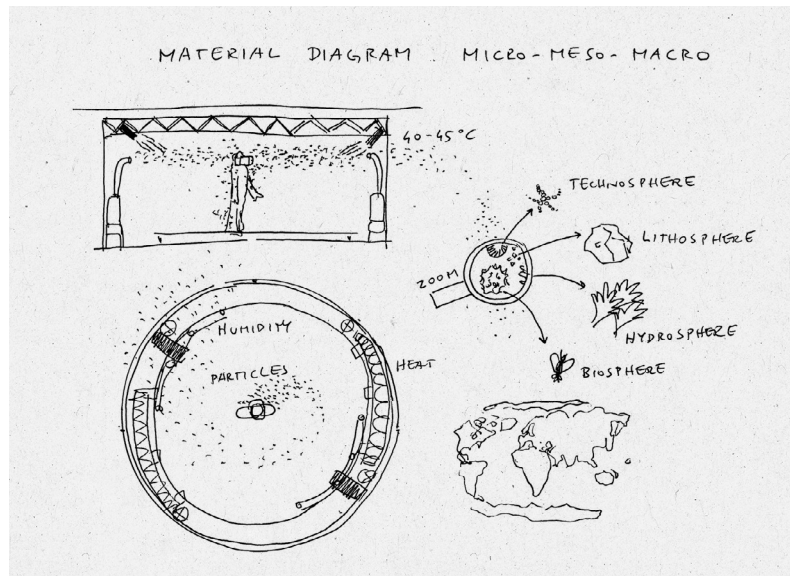 MATERIAL DIAGRAM MICRO-MESO-MACRO
40-45°C
TECHNOSPHERE
LITHOSPHERE
ZOOM
HYDROSPHERE
BIOSPHERE
HUMIDITY
HEAT
PARTICLES